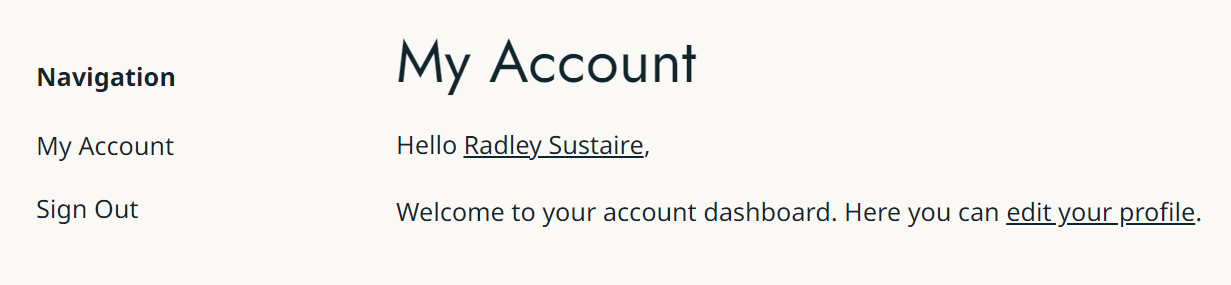 Navigation
My Account
Sign Out
My Account
Hello Radley Sustaire,
Welcome to your account dashboard. Here you can edit your profile.